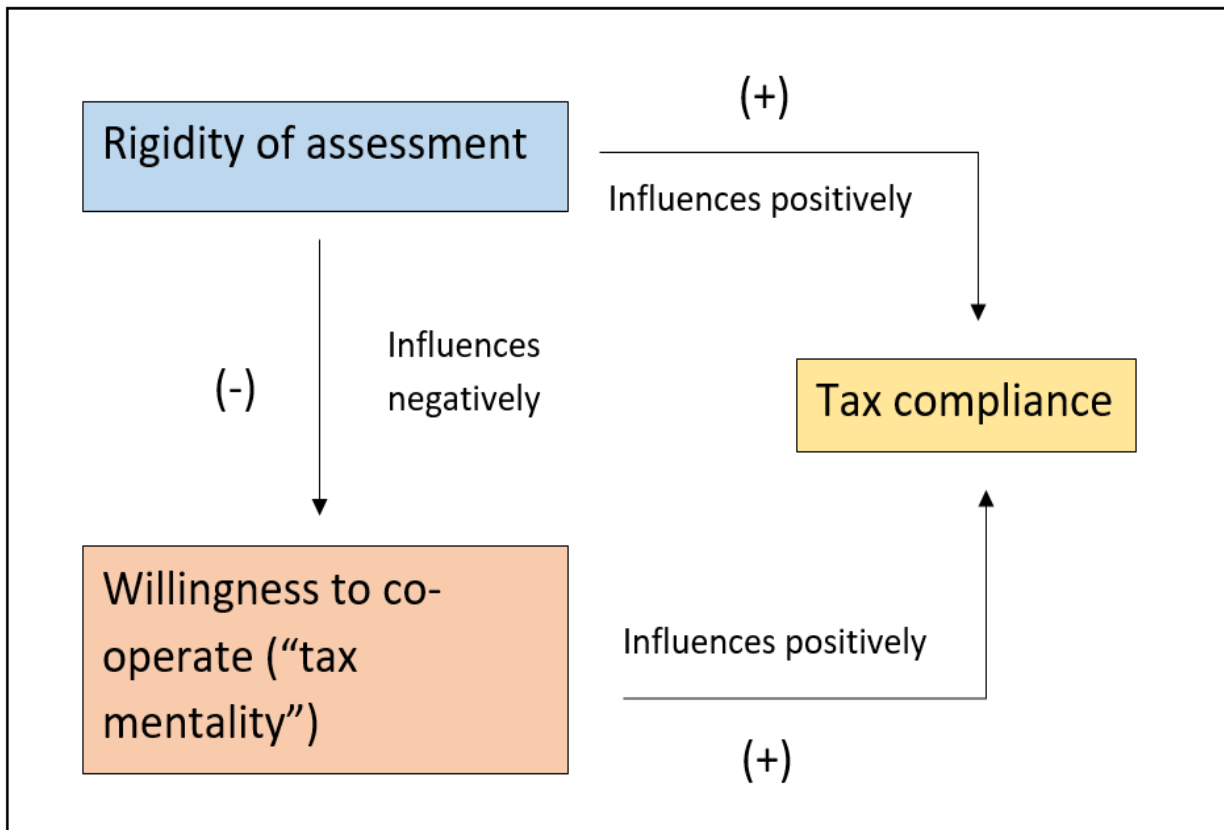 (+)
Rigidity of assessment
Influences positively
Influences
negatively
(-)
Tax compliance
Willingness to co-
operate (“tax
mentality”)
Influences positively
(+)